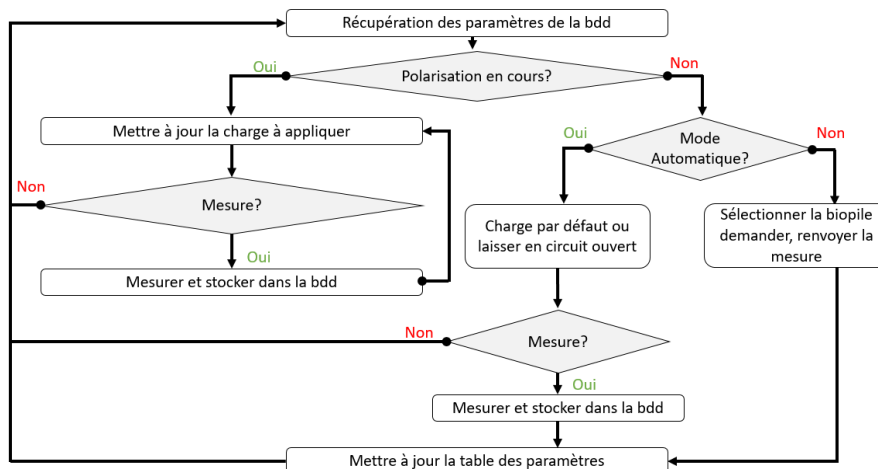 Récupération des paramètres de la bdd
Oui
Polarisation en cours?
Non
Mettre à jour la charge à appliquer
Oui
Mode
Automatique?
Non
Non
Mesure?
Oui
Charge par défaut ou
laisser en circuit ouvert
Sélectionner la biopile
demander, renvoyer la
mesure
Mesurer et stocker dans la bdd
Non
Mesure?
Oui
Mesurer et stocker dans la bdd
Mettre à jour la table des paramètres